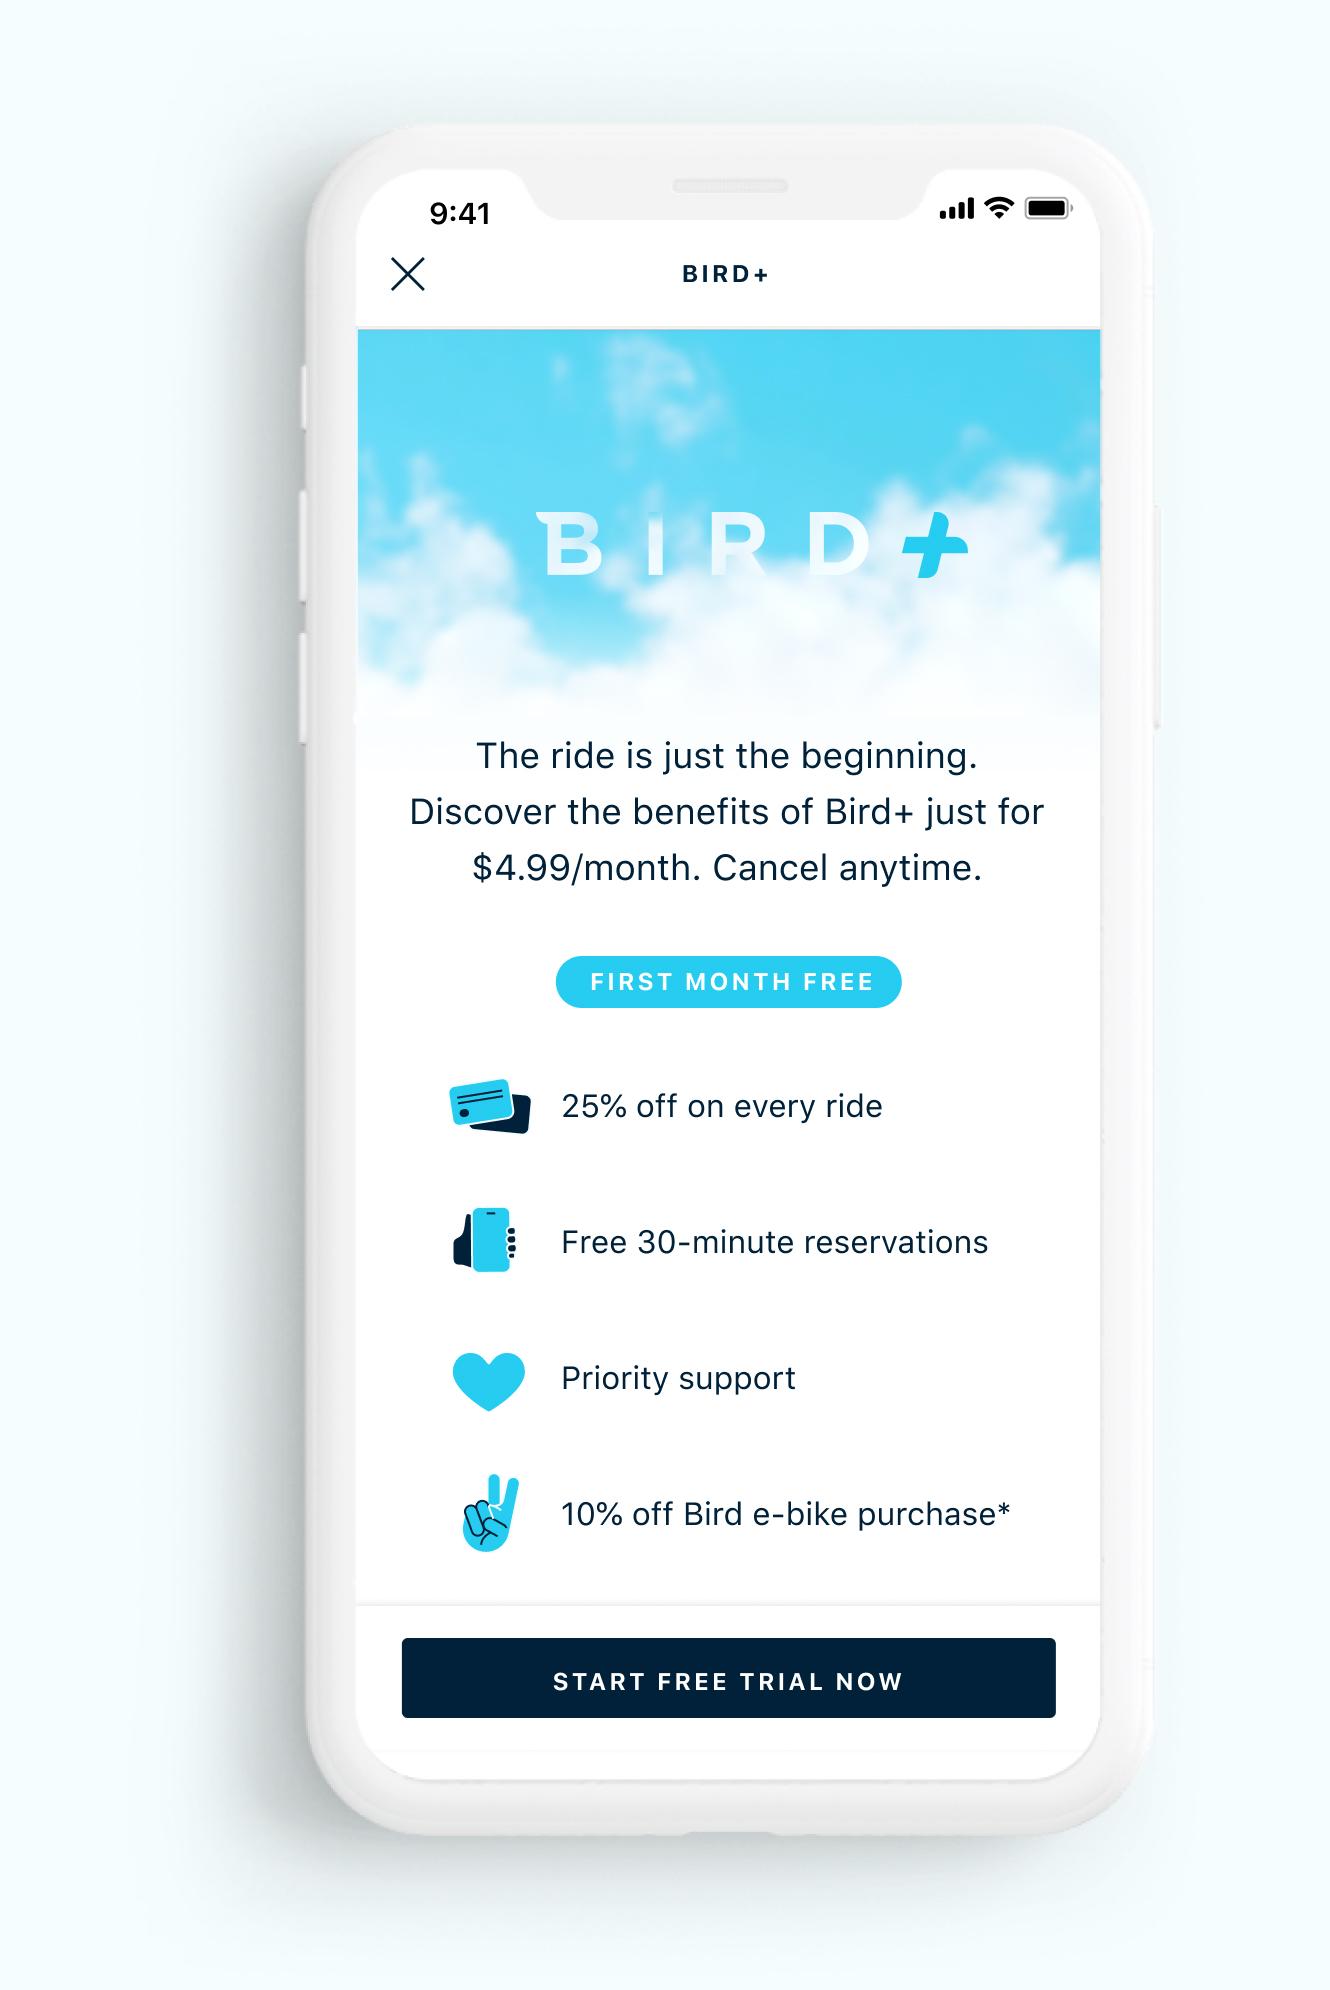 9:41
BIRD+
BIRD+
The ride is just the beginning.
Discover the benefits of Bird+ just for
$4.99/month. Cancel anytime.
FIRST MONTH FREE
25% off on every ride
Free 30-minute reservations
Priority support
10% off Bird e-bike purchase*
START FREE TRIAL NOW